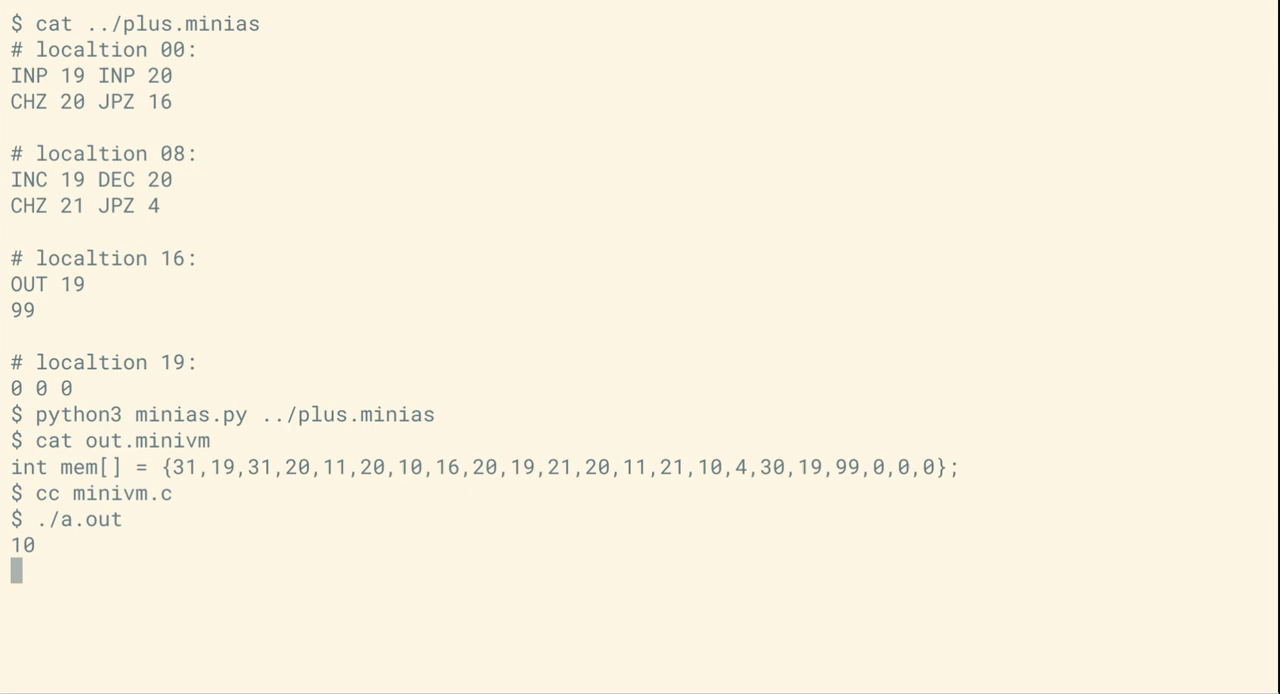 $ cat ../plus.minias
# localtion 00:
INP 19 INP 20
CHZ 20 JPZ 16
# localtion 08:
INC 19 DEC 20
CHZ 21 JPZ 4
# localtion 16:
OUT 19
99
# localtion 19:
0 0 0
$ python3 minias.py ../plus.minias
$ cat out.minivm
int mem[] = {31,19,31,20,11,20,10,16,20,19,21,20,11,21,10,4,30,19,99,0,0,0};
$ cc minivm.c
$ ./a.out
10